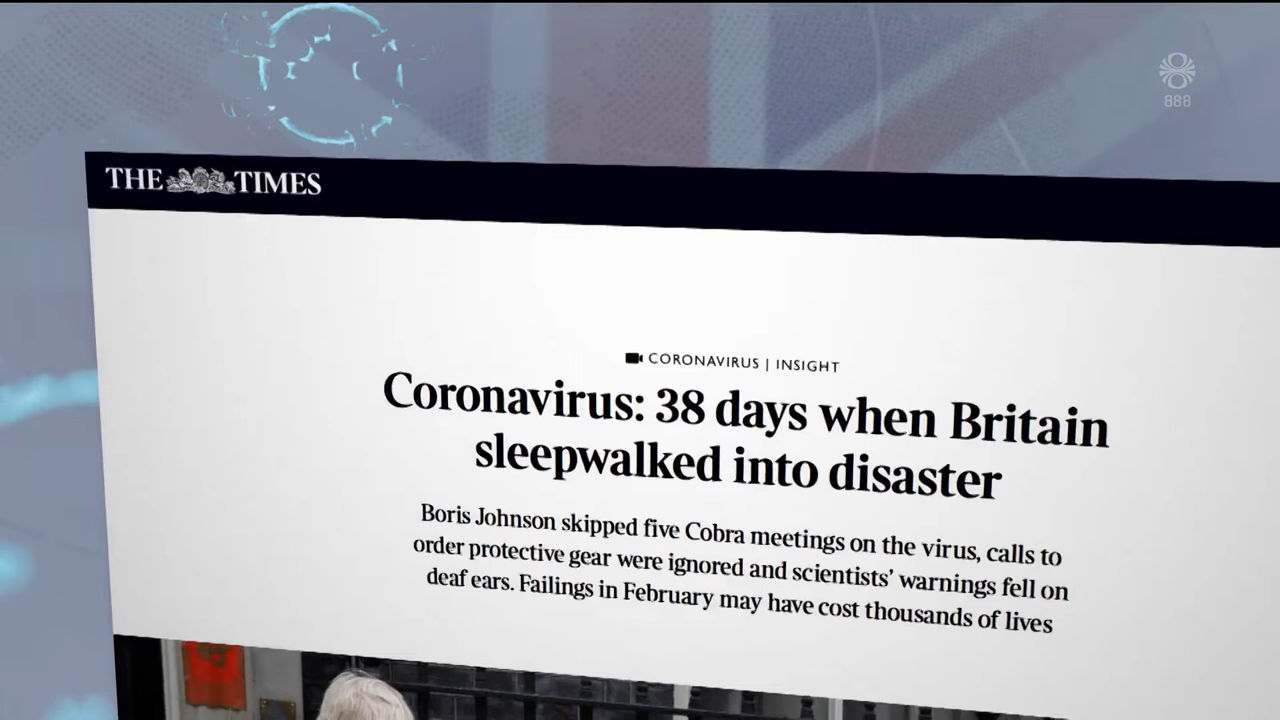 888
THE TIMES
CORONAVIRUS | INSIGHT
Coronavirus: 38 days when Britain
sleepwalked into disaster
Boris Johnson skipped five Cobra meetings on the virus, calls to
order protective gear were ignored and scientists’ warnings fell on
deaf ears. Failings in February may have cost thousands of lives